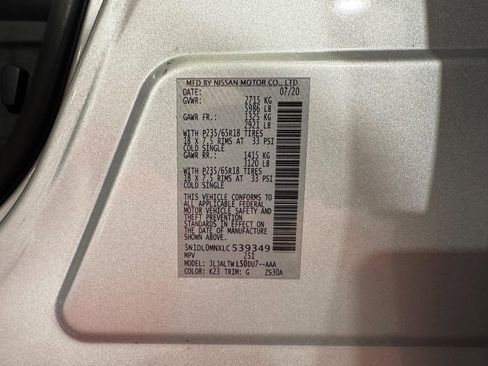 MFD BY NISSAN MOTOR CO., LTD.
DATE: 07/20
GVWR: 2715 KG
5986 LB
GAWR FR.: 1325 KG
2921 LB
WITH P235/65R18 TIRES
18 X 7.5 RIMS AT 33 PSI
COLD SINGLE
GAWR RR.: 1415 KG
3120 LB
WITH P235/65R18 TIRES
18 X 7.5 RIMS AT 33 PSI
COLD SINGLE
THIS VEHICLE CONFORMS TO
ALL APPLICABLE FEDERAL
MOTOR VEHICLE SAFETY AND
THEFT PREVENTION
STANDARDS IN EFFECT ON
THE DATE OF MANUFACTURE
SHOWN ABOVE.
5N1DL0MNXLC539349
MPV 251
MODEL: JLJALTWL50DU7--AAA
COLOR: K23 TRIM: G Z530A